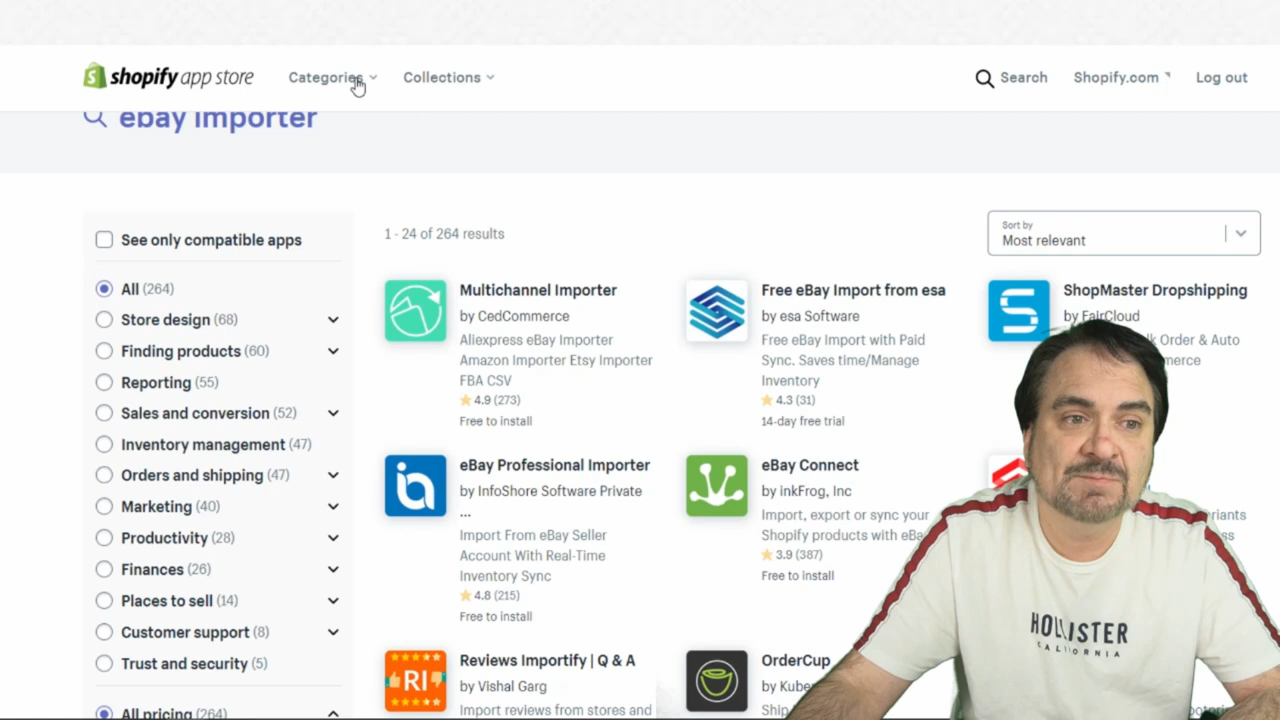 shopify app store
Categories
Collections
Search
Shopify.com
Log out
ebay importer
See only compatible apps
All (264)
Store design (68)
Finding products (60)
Reporting (55)
Sales and conversion (52)
Inventory management (47)
Orders and shipping (47)
Marketing (40)
Productivity (28)
Finances (26)
Places to sell (14)
Customer support (8)
Trust and security (5)
All pricing (264)
1 - 24 of 264 results
Sort by
Most relevant
Multichannel Importer
by CedCommerce
Aliexpress eBay Importer
Amazon Importer Etsy Importer
FBA CSV
4.9 (273)
Free to install
Free eBay Import from esa
by esa Software
Free eBay Import with Paid
Sync. Saves time/Manage
Inventory
4.3 (31)
14-day free trial
ShopMaster Dropshipping
by FairCloud
Order & Auto
eBay Professional Importer
by InfoShore Software Private
...
Import From eBay Seller
Account With Real-Time
Inventory Sync
4.8 (215)
Free to install
eBay Connect
by inkFrog, Inc
Import, export or sync your
Shopify products with eBa
3.9 (387)
Free to install
RI
Reviews Importify | Q & A
by Vishal Garg
Import reviews from stores and
OrderCup
by Kube
Ship
HOLLISTER
CALIFORNIA